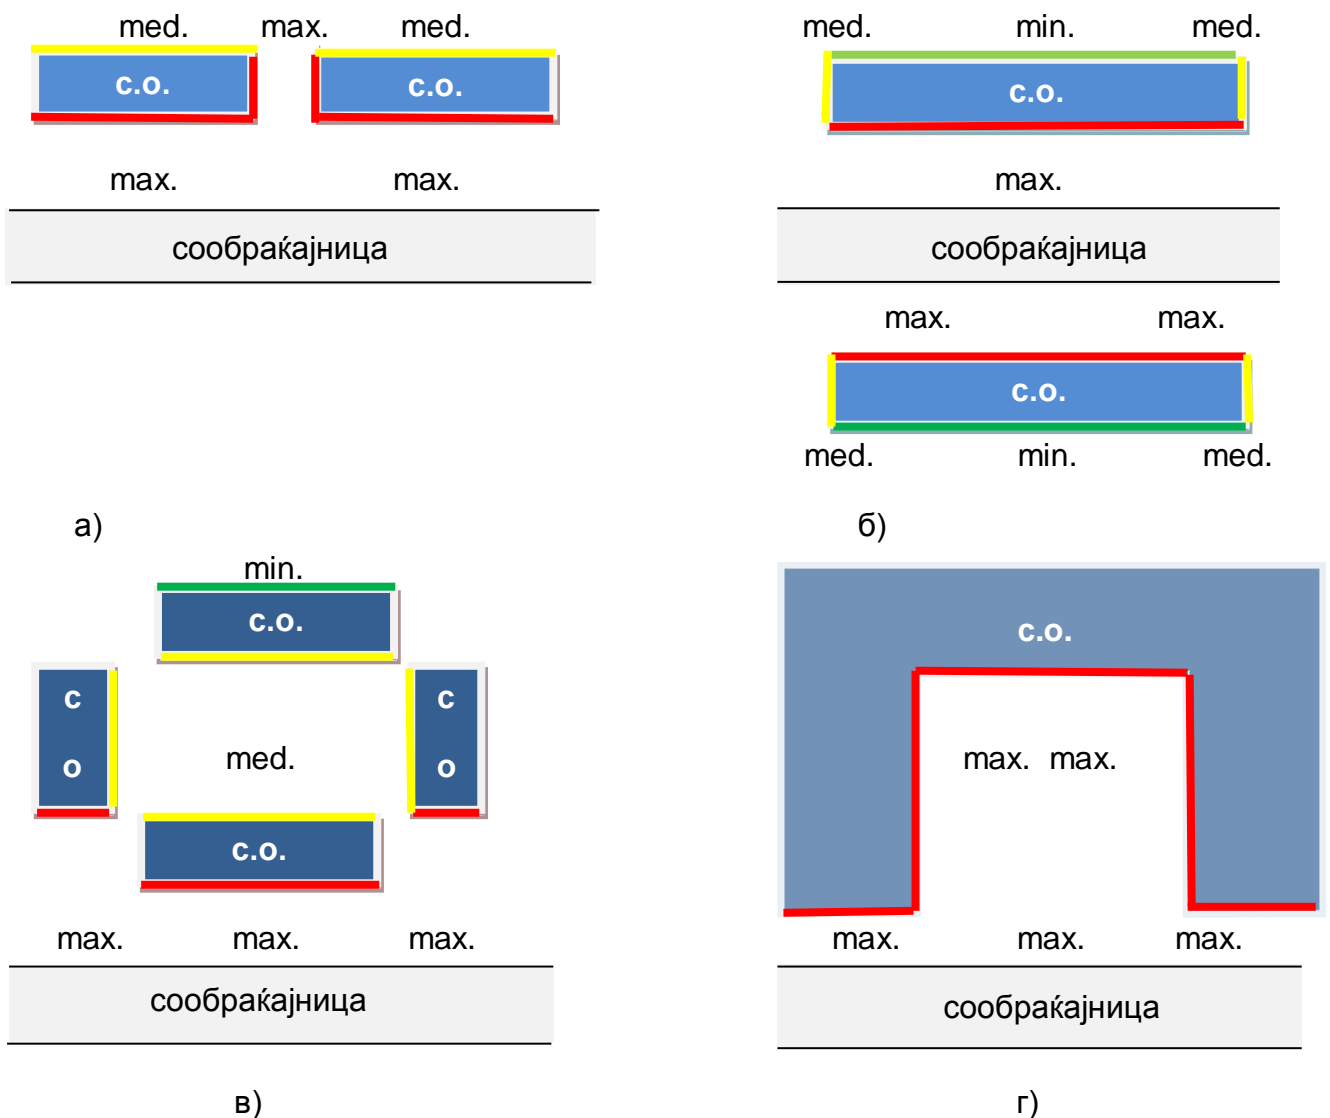 med. max. med.
c.o. c.o.
max. max.
сообраќајница
med. min. med.
c.o.
max.
сообраќајница
max. max.
c.o.
med. min. med.
а)
б)
min.
c.o.
c c
med.
o o
c.o.
max. max. max.
сообраќајница
в)
c.o.
max. max.
max. max. max.
сообраќајница
г)